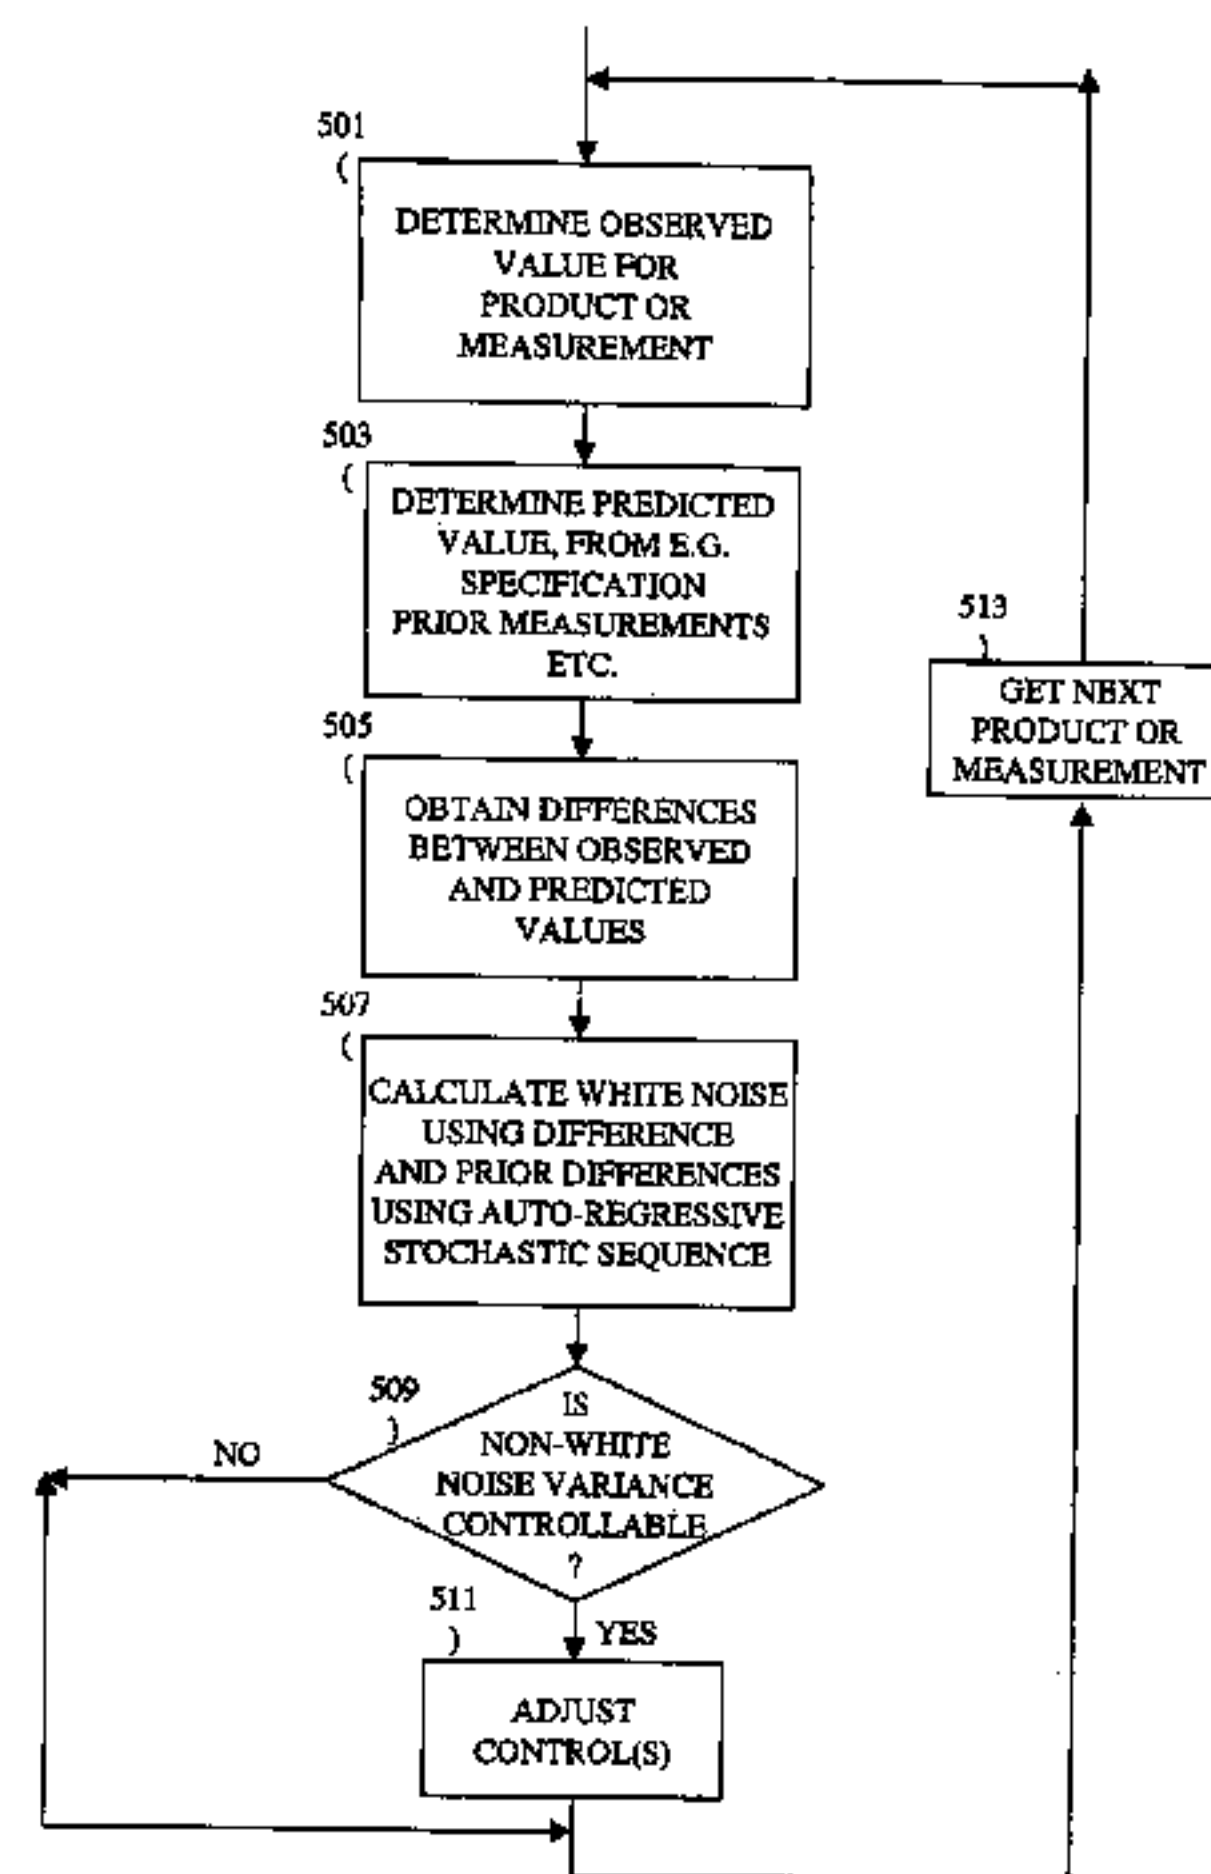 501
DETERMINE OBSERVED
VALUE FOR
PRODUCT OR
MEASUREMENT
503
DETERMINE PREDICTED
VALUE, FROM E.G.
SPECIFICATION
PRIOR MEASUREMENTS
ETC.
505
OBTAIN DIFFERENCES
BETWEEN OBSERVED
AND PREDICTED
VALUES
507
CALCULATE WHITE NOISE
USING DIFFERENCE
AND PRIOR DIFFERENCES
USING AUTO-REGRESSIVE
STOCHASTIC SEQUENCE
509
IS
NON-WHITE
NOISE VARIANCE
CONTROLLABLE
?
NO
YES
511
ADJUST
CONTROL(S)
513
GET NEXT
PRODUCT OR
MEASUREMENT